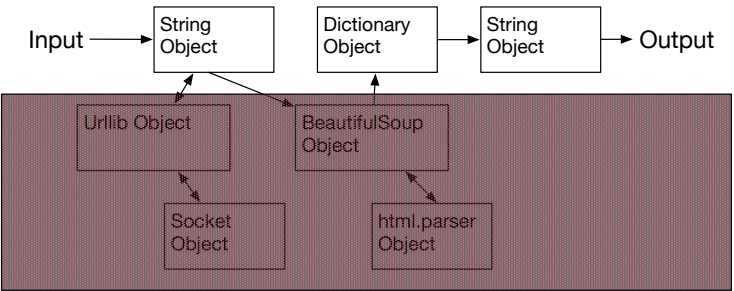 Input
String
Object
Dictionary
Object
String
Object
Output
Urllib Object
BeautifulSoup
Object
Socket
Object
html.parser
Object